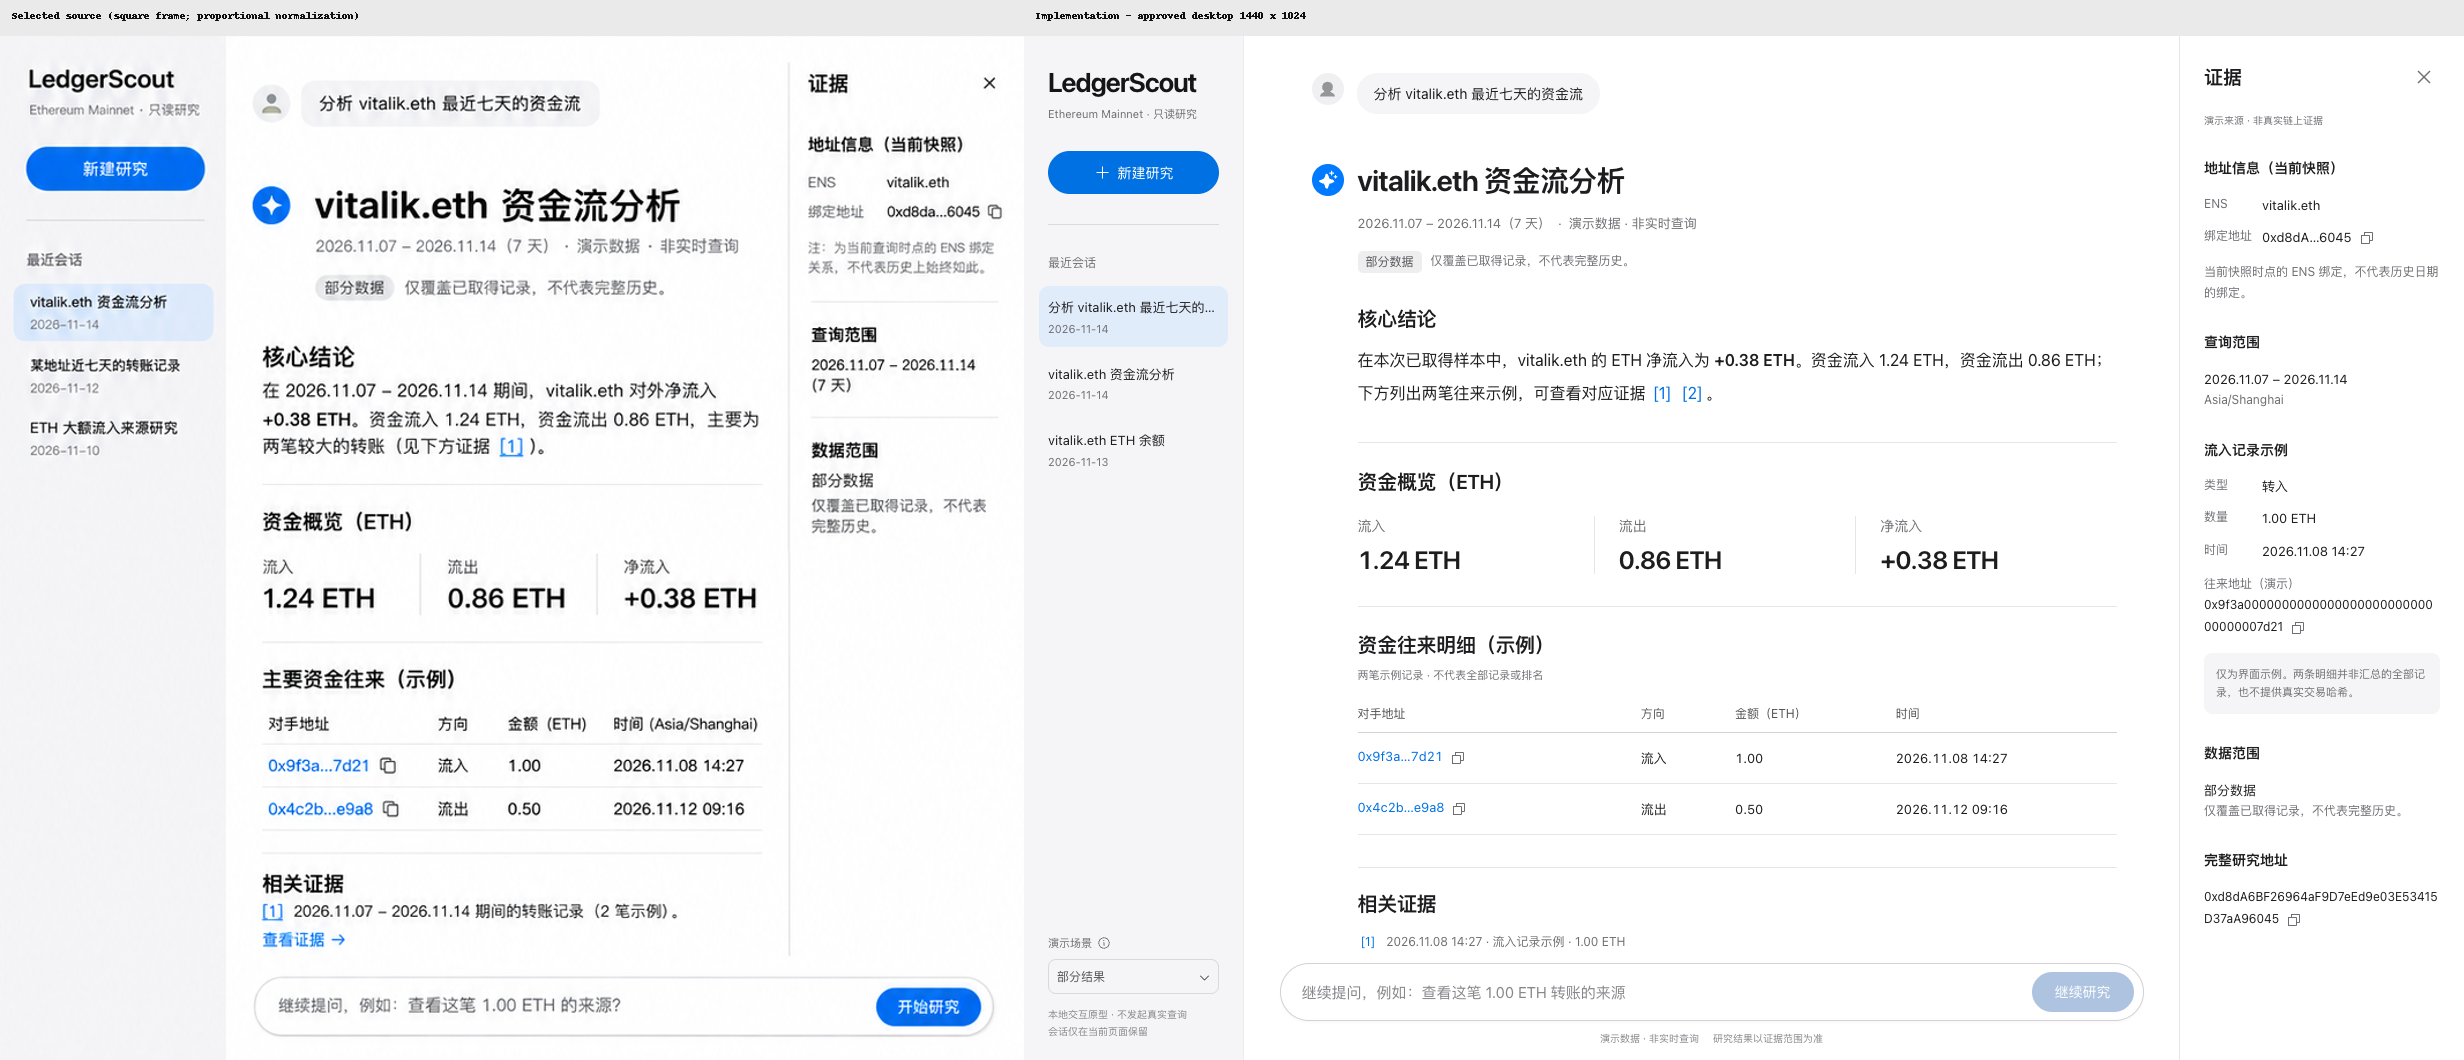 Selected source (square frame; proportional normalization)
LedgerScout
Ethereum Mainnet · 只读研究
新建研究
最近会话
vitalik.eth 资金流分析
2026-11-14
某地址近七天的转账记录
2026-11-12
ETH 大额流入来源研究
2026-11-10
分析 vitalik.eth 最近七天的资金流
vitalik.eth 资金流分析
2026.11.07 – 2026.11.14（7 天） · 演示数据 · 非实时查询
部分数据 仅覆盖已取得记录，不代表完整历史。
核心结论
在 2026.11.07 – 2026.11.14 期间，vitalik.eth 对外净流入
+0.38 ETH。资金流入 1.24 ETH，资金流出 0.86 ETH，主要为
两笔较大的转账（见下方证据 [1] ）。
资金概览（ETH）
流入 流出 净流入
1.24 ETH 0.86 ETH +0.38 ETH
主要资金往来（示例）
对手地址 方向 金额（ETH） 时间 (Asia/Shanghai)
0x9f3a...7d21 流入 1.00 2026.11.08 14:27
0x4c2b...e9a8 流出 0.50 2026.11.12 09:16
相关证据
[1] 2026.11.07 – 2026.11.14 期间的转账记录（2 笔示例）。
查看证据 →
继续提问，例如：查看这笔 1.00 ETH 的来源?
开始研究
证据
地址信息（当前快照）
ENS vitalik.eth
绑定地址 0xd8da...6045
注：为当前查询时点的 ENS 绑定
关系，不代表历史上始终如此。
查询范围
2026.11.07 – 2026.11.14
(7 天）
数据范围
部分数据
仅覆盖已取得记录，不代表
完整历史。
Implementation - approved desktop 1440 x 1024
LedgerScout
Ethereum Mainnet · 只读研究
+ 新建研究
最近会话
分析 vitalik.eth 最近七天的...
2026-11-14
vitalik.eth 资金流分析
2026-11-14
vitalik.eth ETH 余额
2026-11-13
演示场景
部分结果
本地交互原型 · 不发起真实查询
会话仅在当前页面保留
分析 vitalik.eth 最近七天的资金流
vitalik.eth 资金流分析
2026.11.07 – 2026.11.14（7 天） · 演示数据 · 非实时查询
部分数据 仅覆盖已取得记录，不代表完整历史。
核心结论
在本次已取得样本中，vitalik.eth 的 ETH 净流入为 +0.38 ETH。资金流入 1.24 ETH，资金流出 0.86 ETH；
下方列出两笔往来示例，可查看对应证据 [1] [2] 。
资金概览（ETH）
流入 流出 净流入
1.24 ETH 0.86 ETH +0.38 ETH
资金往来明细（示例）
两笔示例记录 · 不代表全部记录或排名
对手地址 方向 金额（ETH） 时间
0x9f3a...7d21 流入 1.00 2026.11.08 14:27
0x4c2b...e9a8 流出 0.50 2026.11.12 09:16
相关证据
[1] 2026.11.08 14:27 · 流入记录示例 · 1.00 ETH
继续提问，例如：查看这笔 1.00 ETH 转账的来源
继续研究
演示数据 · 非实时查询 研究结果以证据范围为准
证据
演示来源 · 非真实链上证据
地址信息（当前快照）
ENS vitalik.eth
绑定地址 0xd8dA...6045
当前快照时点的 ENS 绑定，不代表历史日期
的绑定。
查询范围
2026.11.07 – 2026.11.14
Asia/Shanghai
流入记录示例
类型 转入
数量 1.00 ETH
时间 2026.11.08 14:27
往来地址（演示）
0x9f3a0000000000000000000000000
00000007d21
仅为界面示例。两条明细并非汇总的全部记
录，也不提供真实交易哈希。
数据范围
部分数据
仅覆盖已取得记录，不代表完整历史。
完整研究地址
0xd8dA6BF26964aF9D7eEd9e03E53415
D37aA96045